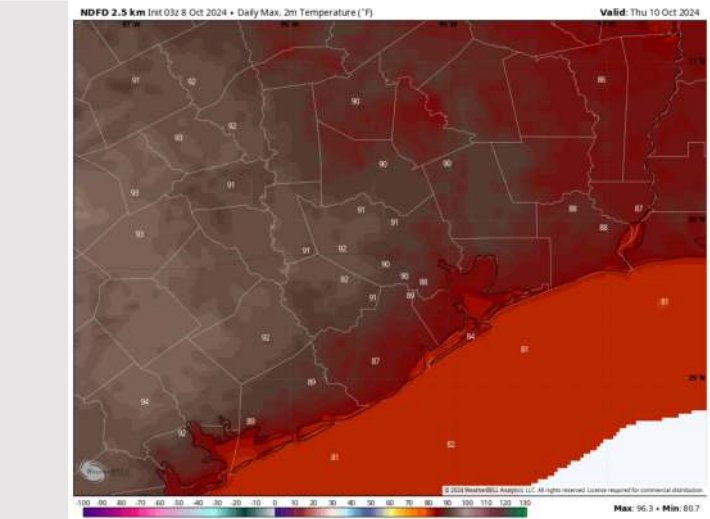 NDFD 2.5 km Init 03z 8 Oct 2024 • Daily Max. 2m Temperature (°F)
Valid: Thu 10 Oct 2024
91 92 86
90
93 92
90 90
93 91
88 87
91
91 88
93
91 92
90
92 90 88
91 89
81
84
92
81
87
89
94
89
92
82
81
WeatherBELL
© 2024 WeatherBELL Analytics, LLC. All rights reserved. License required for commercial distribution.
-100 -90 -80 -70 -60 -50 -40 -30 -20 -10 0 10 20 30 40 50 60 70 80 90 100 110 120 130
Max: 96.3 • Min: 80.7